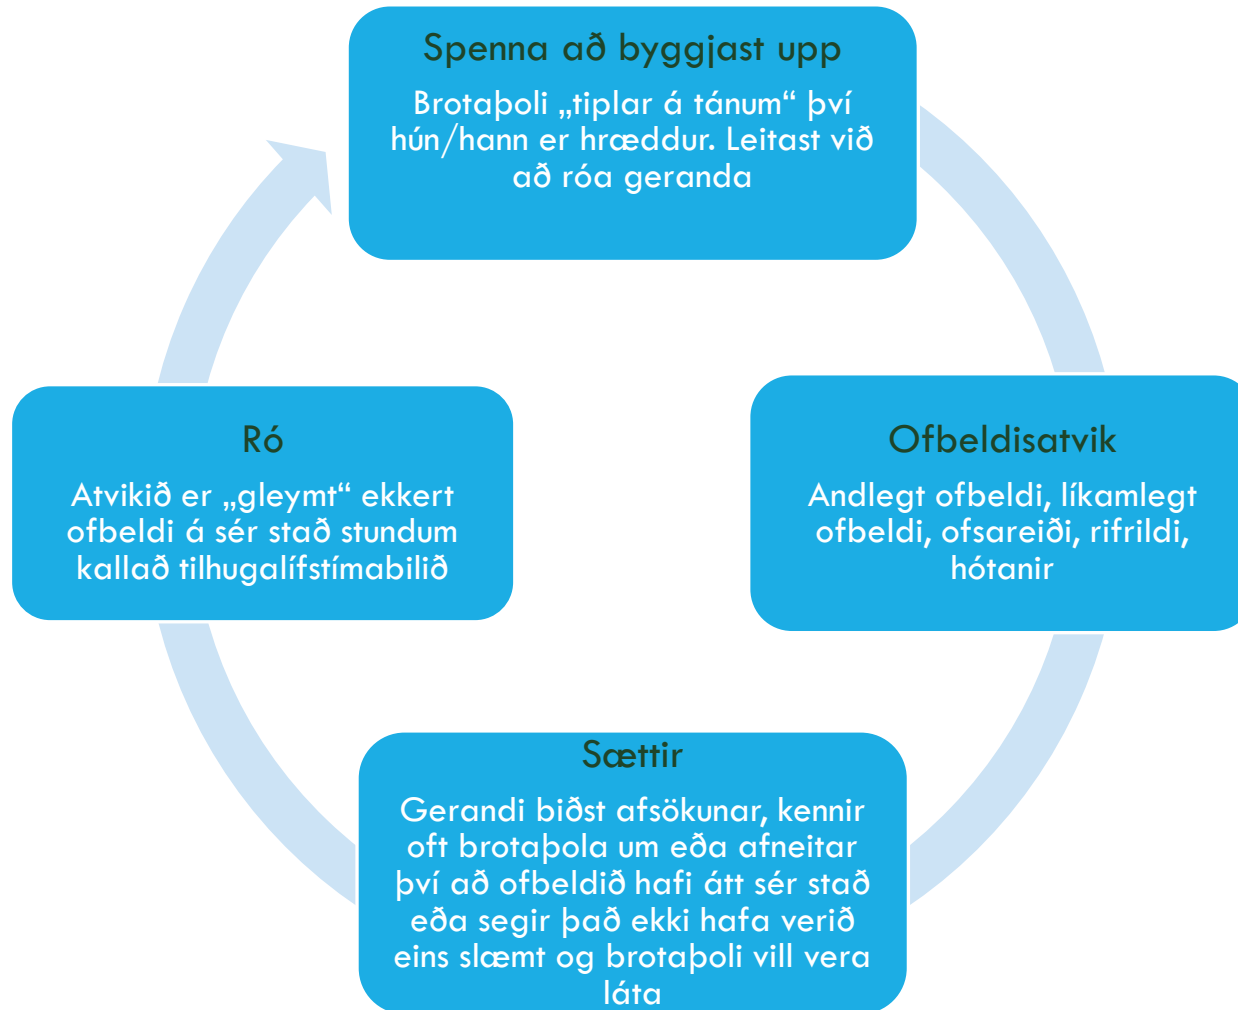 Spenna að byggjast upp
Brotaþoli „tiplar á tánum“ því
hún/hann er hræddur. Leitast við
að róa geranda
Ofbeldisatvik
Andlegt ofbeldi, líkamlegt
ofbeldi, ofsareiði, rifrildi,
hótanir
Sættir
Gerandi biðst afsökunar, kennir
oft brotaþola um eða afneitar
því að ofbeldið hafi átt sér stað
eða segir það ekki hafa verið
eins slæmt og brotaþoli vill vera
láta
Ró
Atvikið er „gleymt“ ekkert
ofbeldi á sér stað stundum
kallað tilhugalífstímabilið